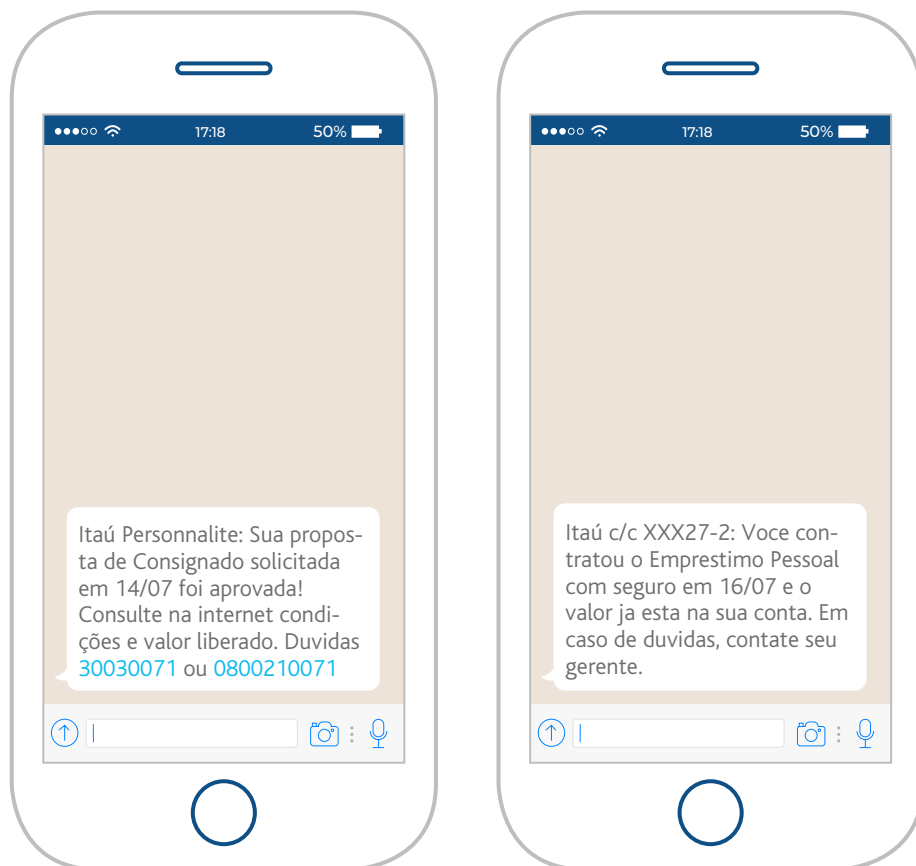 17:18
50%
Itaú Personnalite: Sua propos-
ta de Consignado solicitada
em 14/07 foi aprovada!
Consulte na internet condi-
ções e valor liberado. Duvidas
30030071 ou 0800210071
17:18
50%
Itaú c/c XXX27-2: Voce con-
tratou o Emprestimo Pessoal
com seguro em 16/07 e o
valor ja esta na sua conta. Em
caso de duvidas, contate seu
gerente.